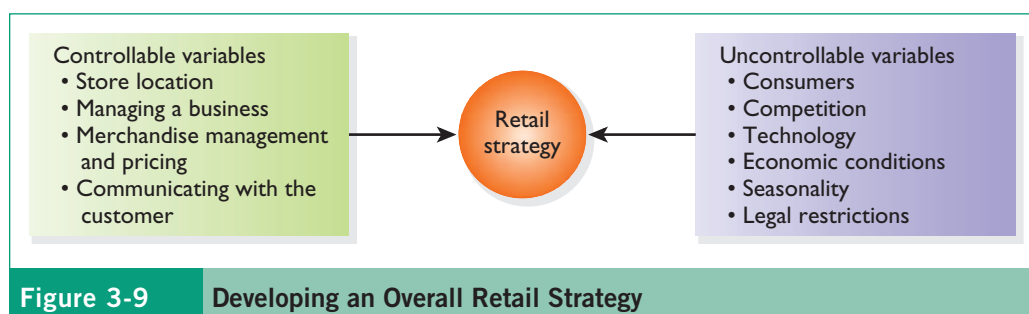 Controllable variables
• Store location
• Managing a business
• Merchandise management
and pricing
• Communicating with the
customer
Retail
strategy
Uncontrollable variables
• Consumers
• Competition
• Technology
• Economic conditions
• Seasonality
• Legal restrictions
Figure 3-9 Developing an Overall Retail Strategy